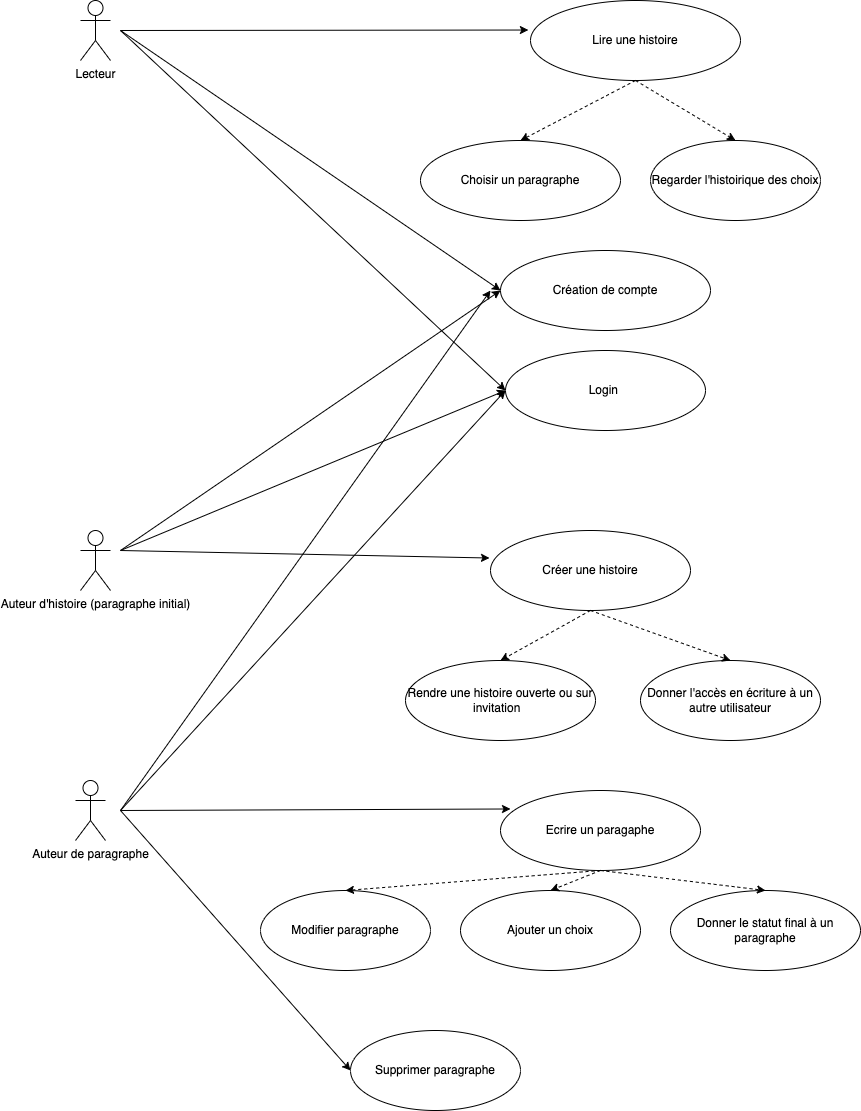 Lire une histoire
Lecteur
Choisir un paragraphe
Regarder l'histoirique des choix
Création de compte
Login
Créer une histoire
Auteur d'histoire (paragraphe initial)
Rendre une histoire ouverte ou sur
invitation
Donner l'accès en écriture à un
autre utilisateur
Ecrire un paragaphe
Auteur de paragraphe
Modifier paragraphe
Ajouter un choix
Donner le statut final à un
paragraphe
Supprimer paragraphe